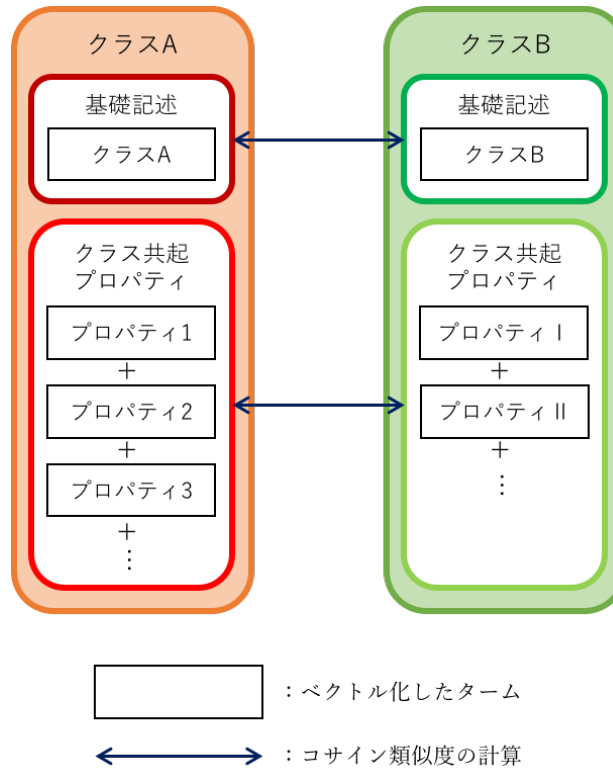 クラスA
基礎記述
クラスA
クラス共起
プロパティ
プロパティ1
+
プロパティ2
+
プロパティ3
+
⋮
クラスB
基礎記述
クラスB
クラス共起
プロパティ
プロパティⅠ
+
プロパティⅡ
+
⋮
：ベクトル化したターム
：コサイン類似度の計算